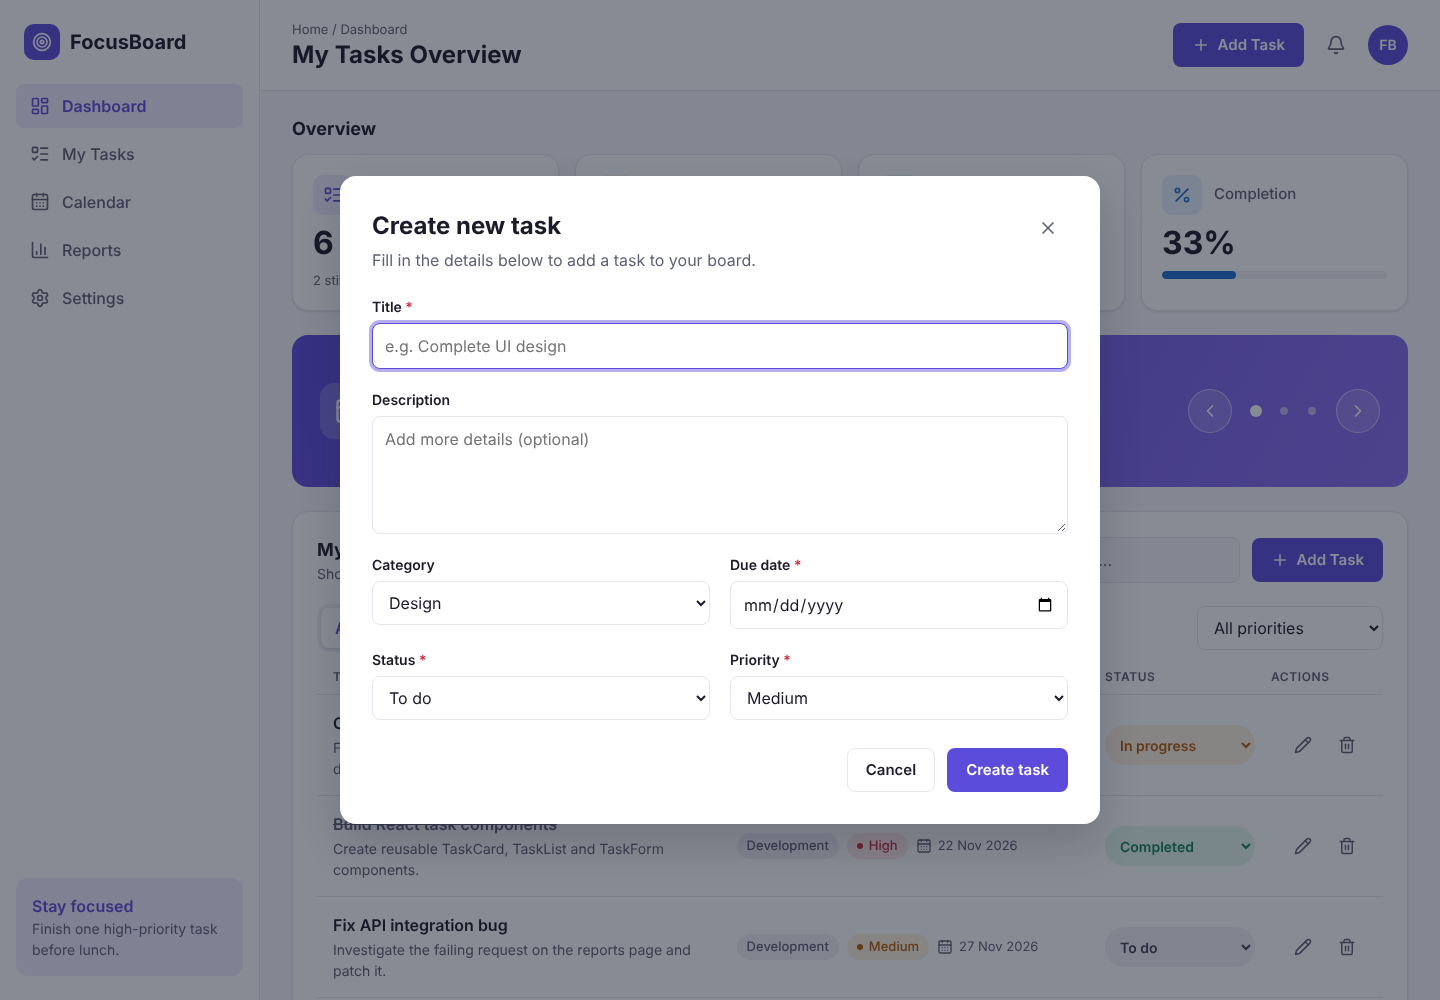 FocusBoard
Dashboard
My Tasks
Calendar
Reports
Settings
Stay focused
Finish one high-priority task
before lunch.
Home / Dashboard
My Tasks Overview
Add Task
FB
Overview
6
Completion
33%
Create new task
Fill in the details below to add a task to your board.
Title *
e.g. Complete UI design
Description
Add more details (optional)
Category
Due date *
Design
mm/dd/yyyy
Status *
Priority *
To do
Medium
Cancel
Create task
Add Task
All priorities
STATUS
ACTIONS
In progress
Build React task components
Create reusable TaskCard, TaskList and TaskForm
components.
Development
High
22 Nov 2026
Completed
Fix API integration bug
Investigate the failing request on the reports page and
patch it.
Development
Medium
27 Nov 2026
To do